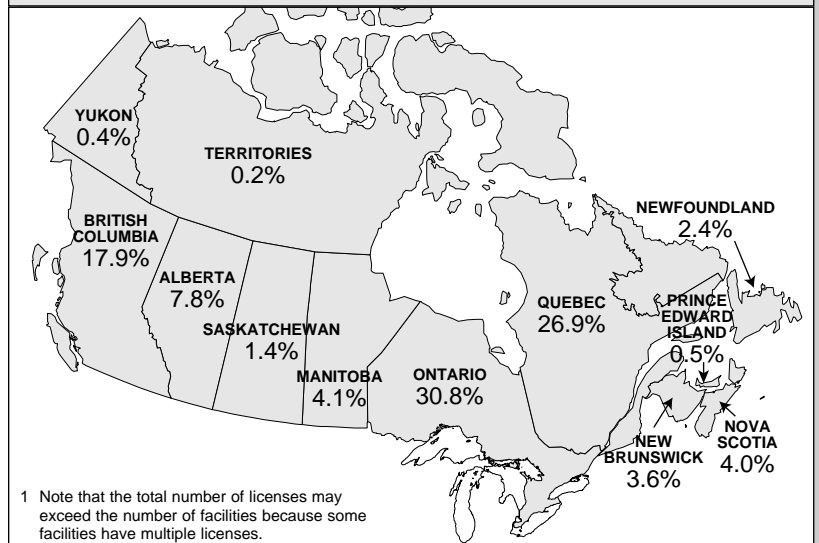 YUKON
0.4%
TERRITORIES
0.2%
BRITISH
COLUMBIA
17.9%
ALBERTA
7.8%
SASKATCHEWAN
1.4%
MANITOBA
4.1%
ONTARIO
30.8%
QUEBEC
26.9%
NEWFOUNDLAND
2.4%
PRINCE
EDWARD
ISLAND
0.5%
NEW
BRUNSWICK
3.6%
NOVA
SCOTIA
4.0%
1 Note that the total number of licenses may
exceed the number of facilities because some
facilities have multiple licenses.